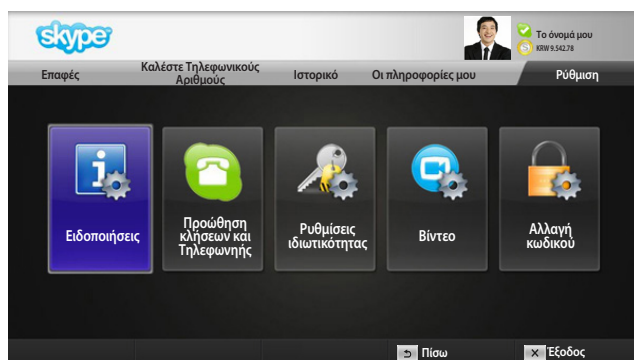 skype
Το όνομά μου
KRW 9.542.78
Επαφές
Καλέστε Τηλεφωνικούς
Αριθμούς
Ιστορικό
Οι πληροφορίες μου
Ρύθμιση
Ειδοποιήσεις
Προώθηση
κλήσεων και
Τηλεφωνής
Ρυθμίσεις
ιδιωτικότητας
Βίντεο
Αλλαγή
κωδικού
Πίσω
Έξοδος